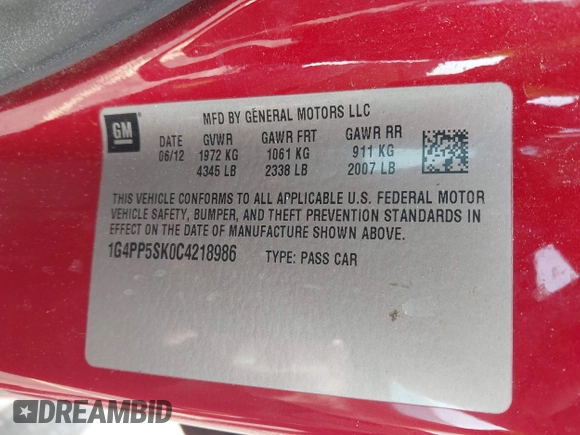 GM
MFD BY GENERAL MOTORS LLC
DATE GVWR GAWR FRT GAWR RR
06/12 1972 KG 1061 KG 911 KG
4345 LB 2338 LB 2007 LB
THIS VEHICLE CONFORMS TO ALL APPLICABLE U.S. FEDERAL MOTOR
VEHICLE SAFETY, BUMPER, AND THEFT PREVENTION STANDARDS IN
EFFECT ON THE DATE OF MANUFACTURE SHOWN ABOVE.
1G4PP5SK0C4218986 TYPE: PASS CAR
DREAMBID